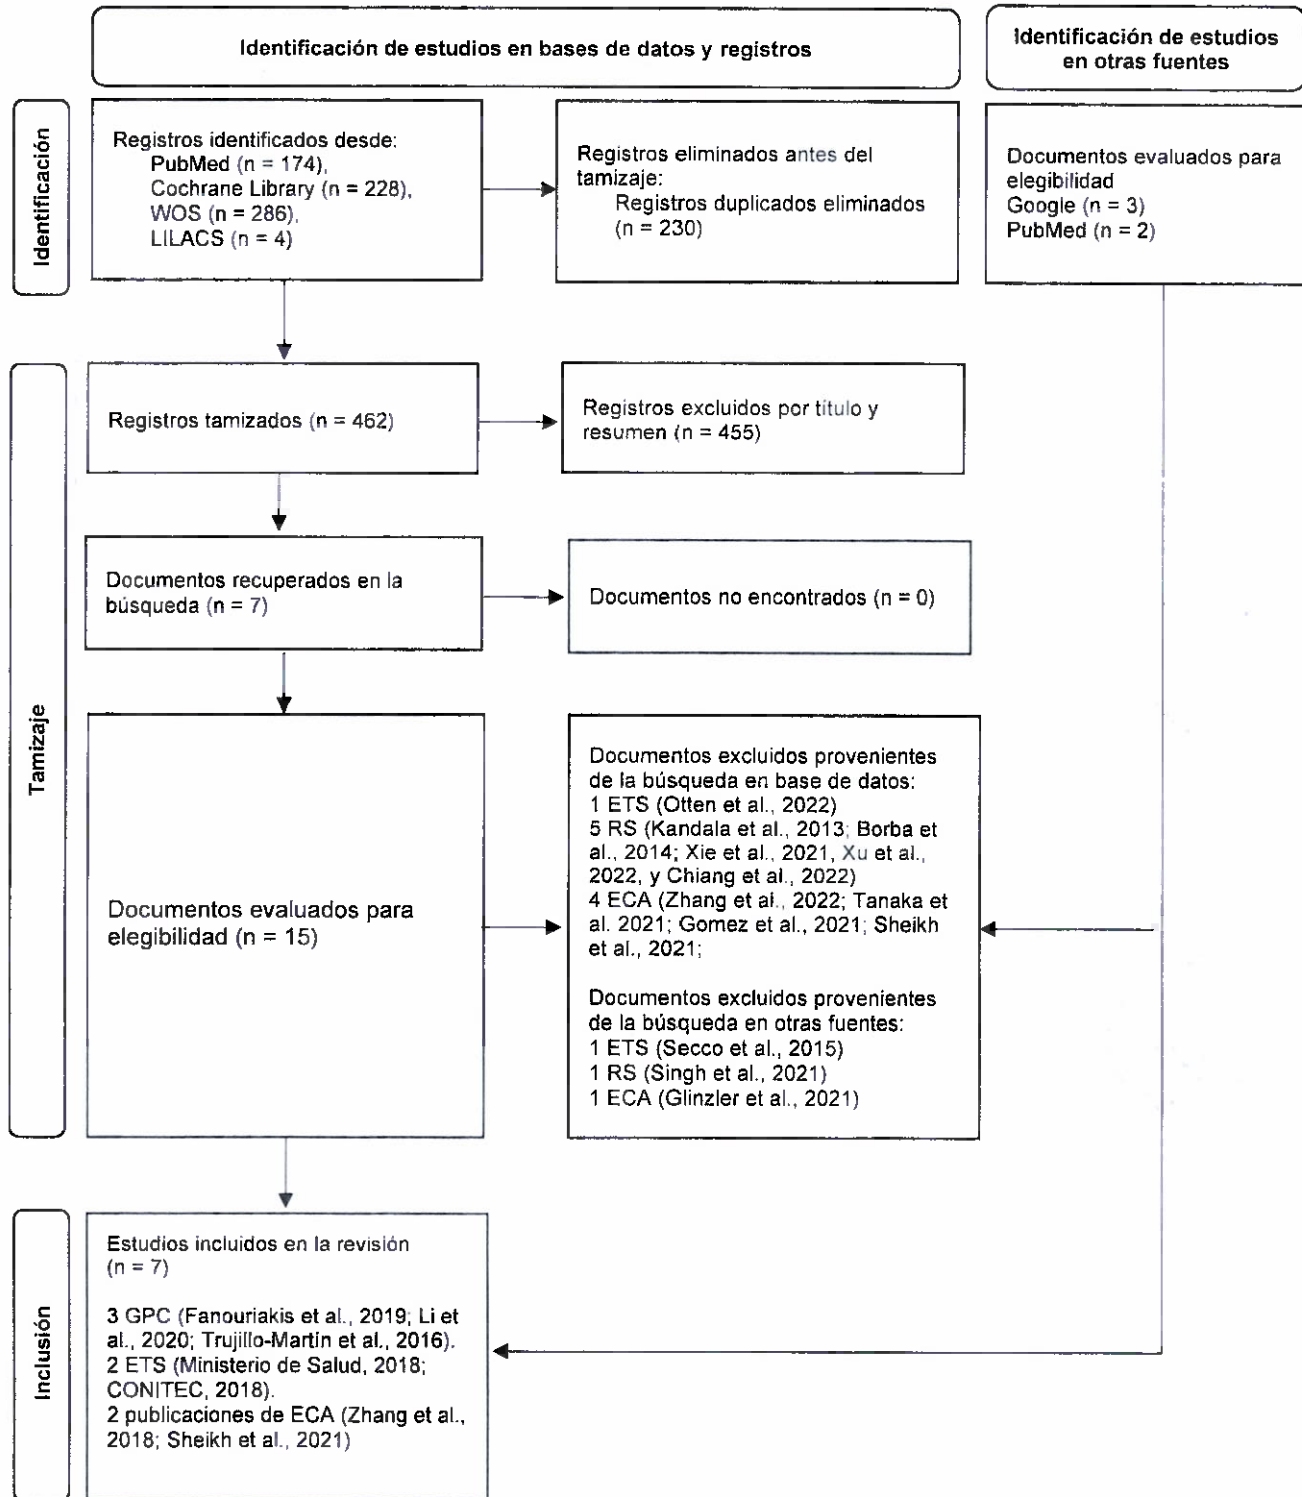 Identificación de estudios en bases de datos y registros
Identificación de estudios
en otras fuentes
Identificación
Registros identificados desde:
PubMed (n = 174),
Cochrane Library (n = 228),
WOS (n = 286),
LILACS (n = 4)
Registros eliminados antes del
tamizaje:
Registros duplicados eliminados
(n = 230)
Documentos evaluados para
elegibilidad
Google (n = 3)
PubMed (n = 2)
Tamizaje
Registros tamizados (n = 462)
Registros excluidos por título y
resumen (n = 455)
Documentos recuperados en la
búsqueda (n = 7)
Documentos no encontrados (n = 0)
Documentos evaluados para
elegibilidad (n = 15)
Documentos excluidos provenientes
de la búsqueda en base de datos:
1 ETS (Otten et al., 2022)
5 RS (Kandala et al., 2013; Borba et
al., 2014; Xie et al., 2021, Xu et al.,
2022, y Chiang et al., 2022)
4 ECA (Zhang et al., 2022; Tanaka et
al. 2021; Gomez et al., 2021; Sheikh
et al., 2021;
Documentos excluidos provenientes
de la búsqueda en otras fuentes:
1 ETS (Secco et al., 2015)
1 RS (Singh et al., 2021)
1 ECA (Glinzler et al., 2021)
Inclusión
Estudios incluidos en la revisión
(n = 7)
3 GPC (Fanouriakis et al., 2019; Li et
al., 2020; Trujillo-Martin et al., 2016).
2 ETS (Ministerio de Salud, 2018;
CONITEC, 2018).
2 publicaciones de ECA (Zhang et al.,
2018; Sheikh et al., 2021)